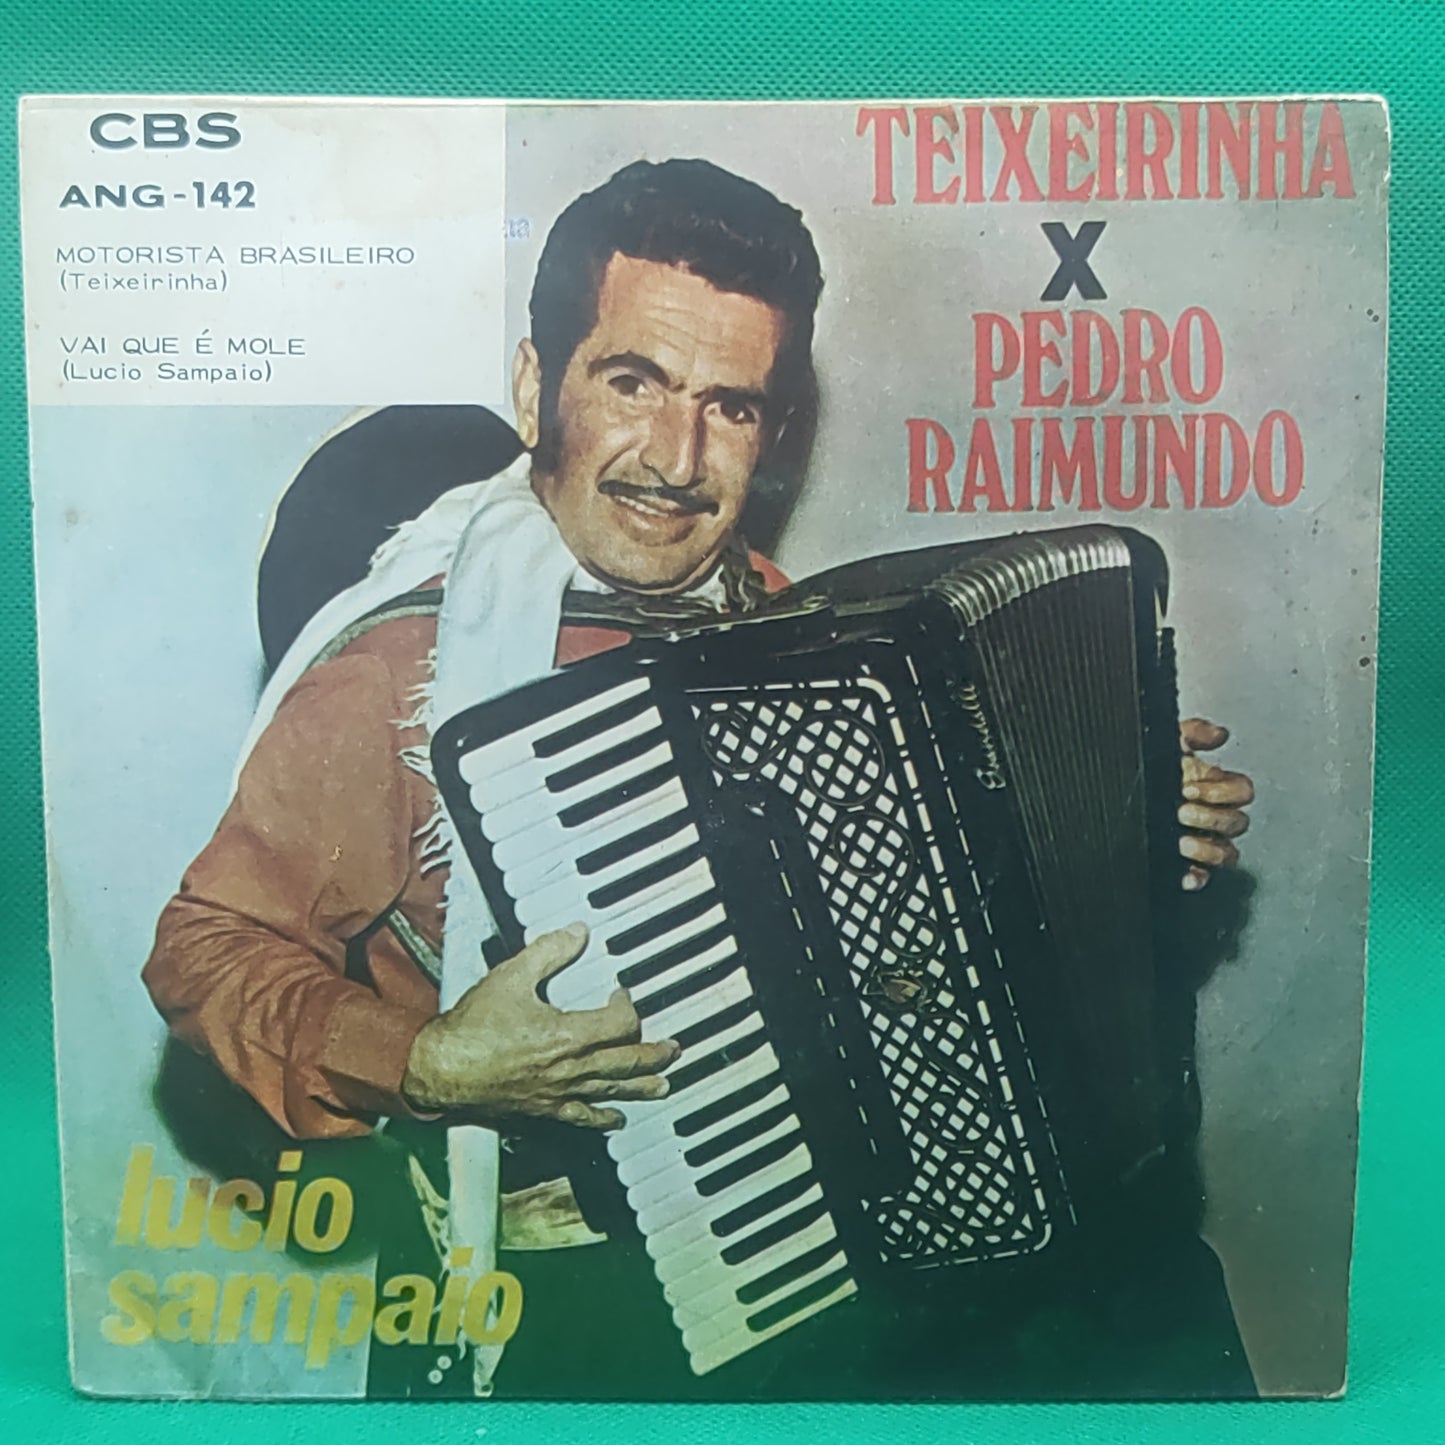 CBS
ANG-142
MOTORISTA BRASILEIRO
(Teixeirinha)
VAI QUE É MOLE
(Lucio Sampaio)
TEIXEIRINHA
X
PEDRO
RAIMUNDO
lucio
sampaio